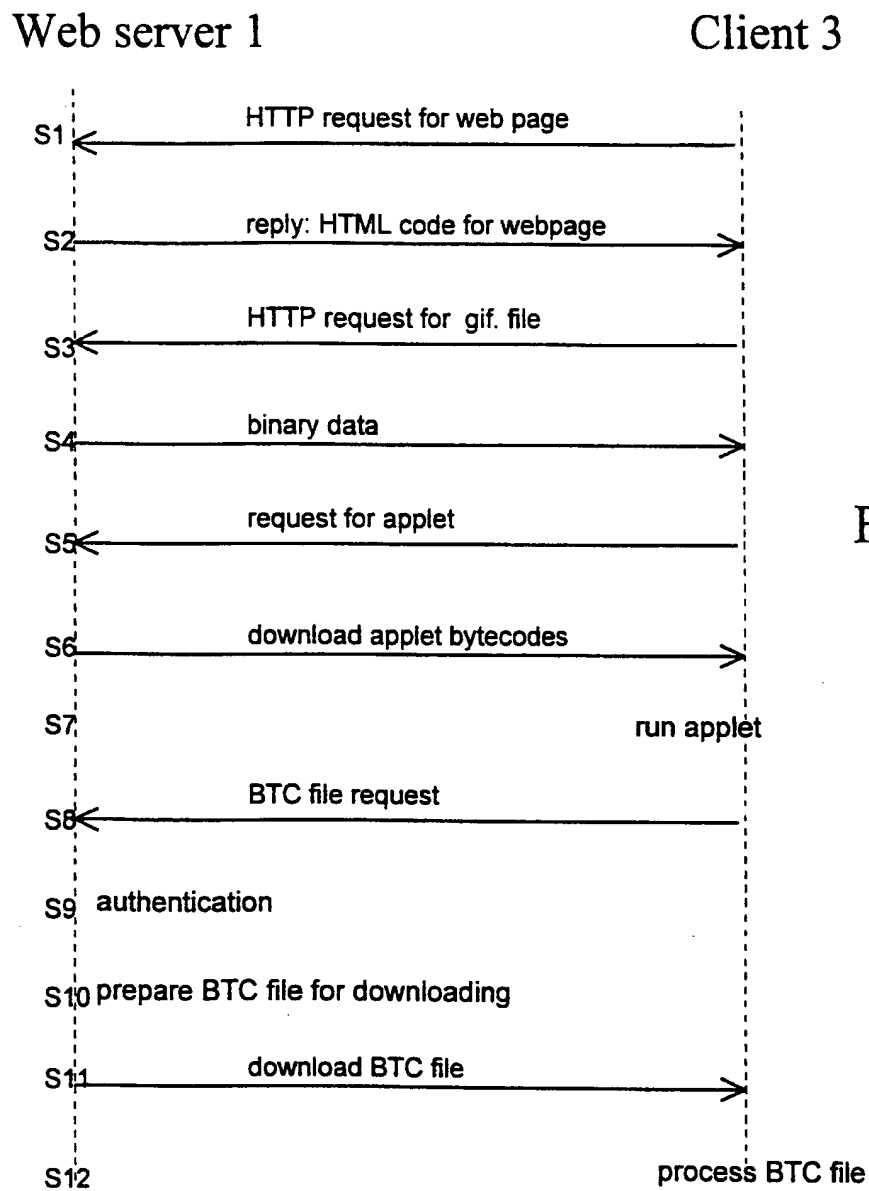 Web server 1 Client 3
HTTP request for web page
S1
reply: HTML code for webpage
S2
HTTP request for gif. file
S3
binary data
S4
request for applet
S5
download applet bytecodes
S6
S7 run applet
BTC file request
S8
S9 authentication
S10 prepare BTC file for downloading
download BTC file
S11
S12 process BTC file